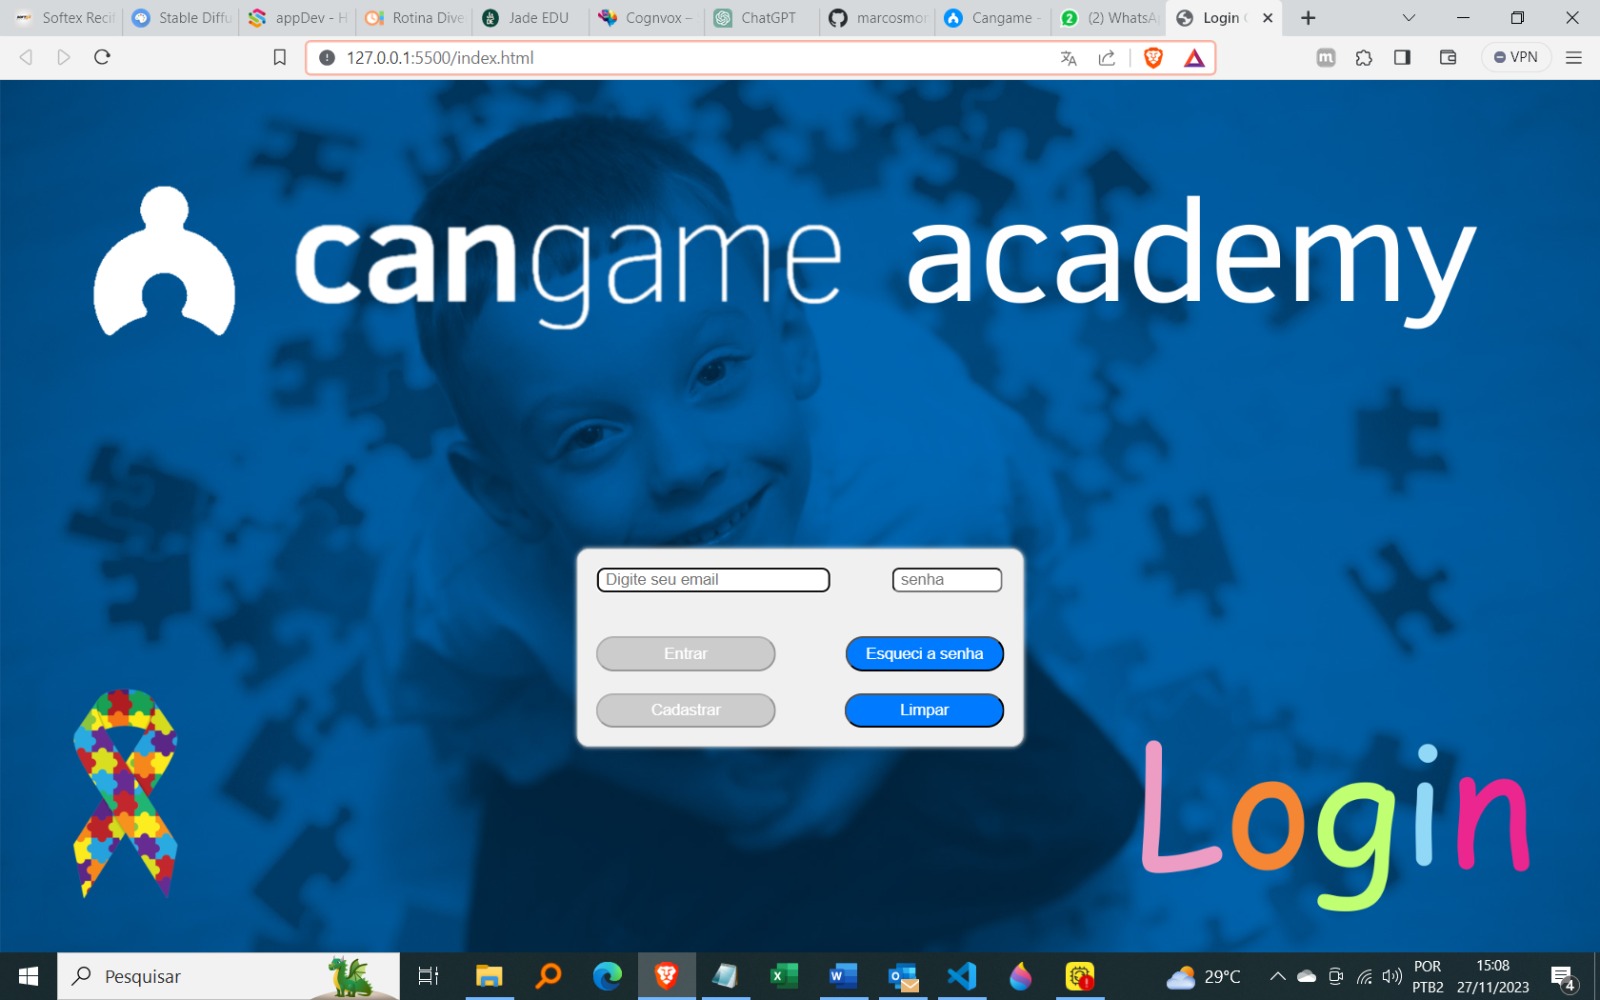 Softex Reci
Stable Diffu
appDev - H
Rotina Dive
Jade EDU
Cognvox –
ChatGPT
marcosmor
Cangame -
(2) WhatsA
Login
127.0.0.1:5500/index.html
VPN
cangame academy
Digite seu email
senha
Entrar
Esqueci a senha
Cadastrar
Limpar
Login
Pesquisar
29°C
POR
PTB2
15:08
27/11/2023
4